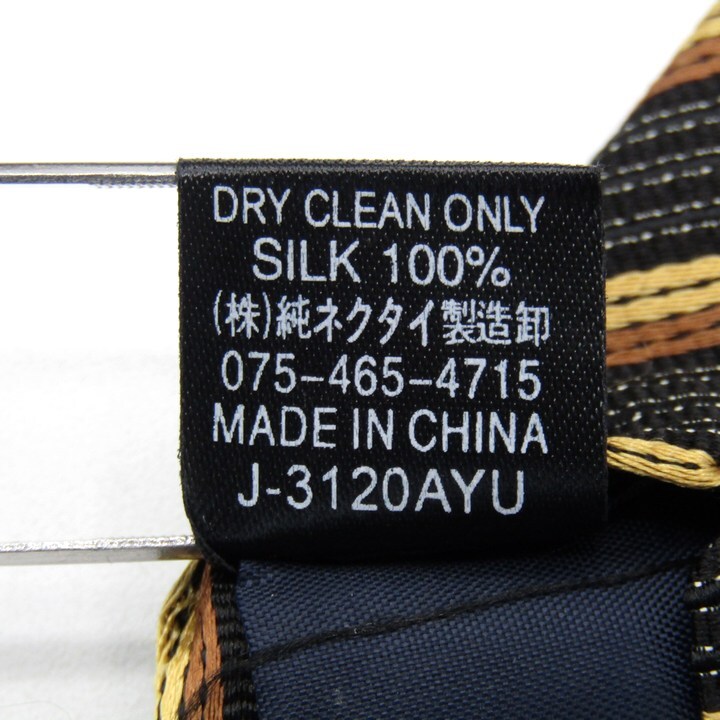 DRY CLEAN ONLY
SILK 100%
(株)純ネクタイ製造卸
075-465-4715
MADE IN CHINA
J-3120AYU